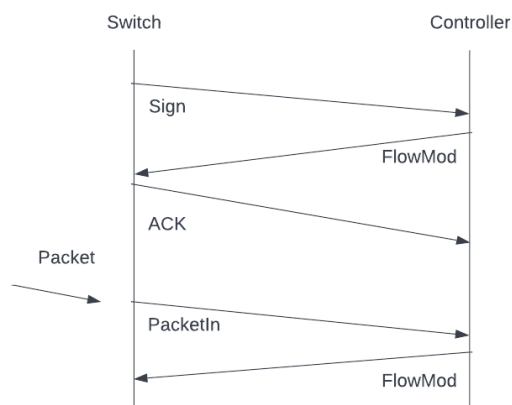 Switch
Controller
Sign
FlowMod
ACK
Packet
PacketIn
FlowMod